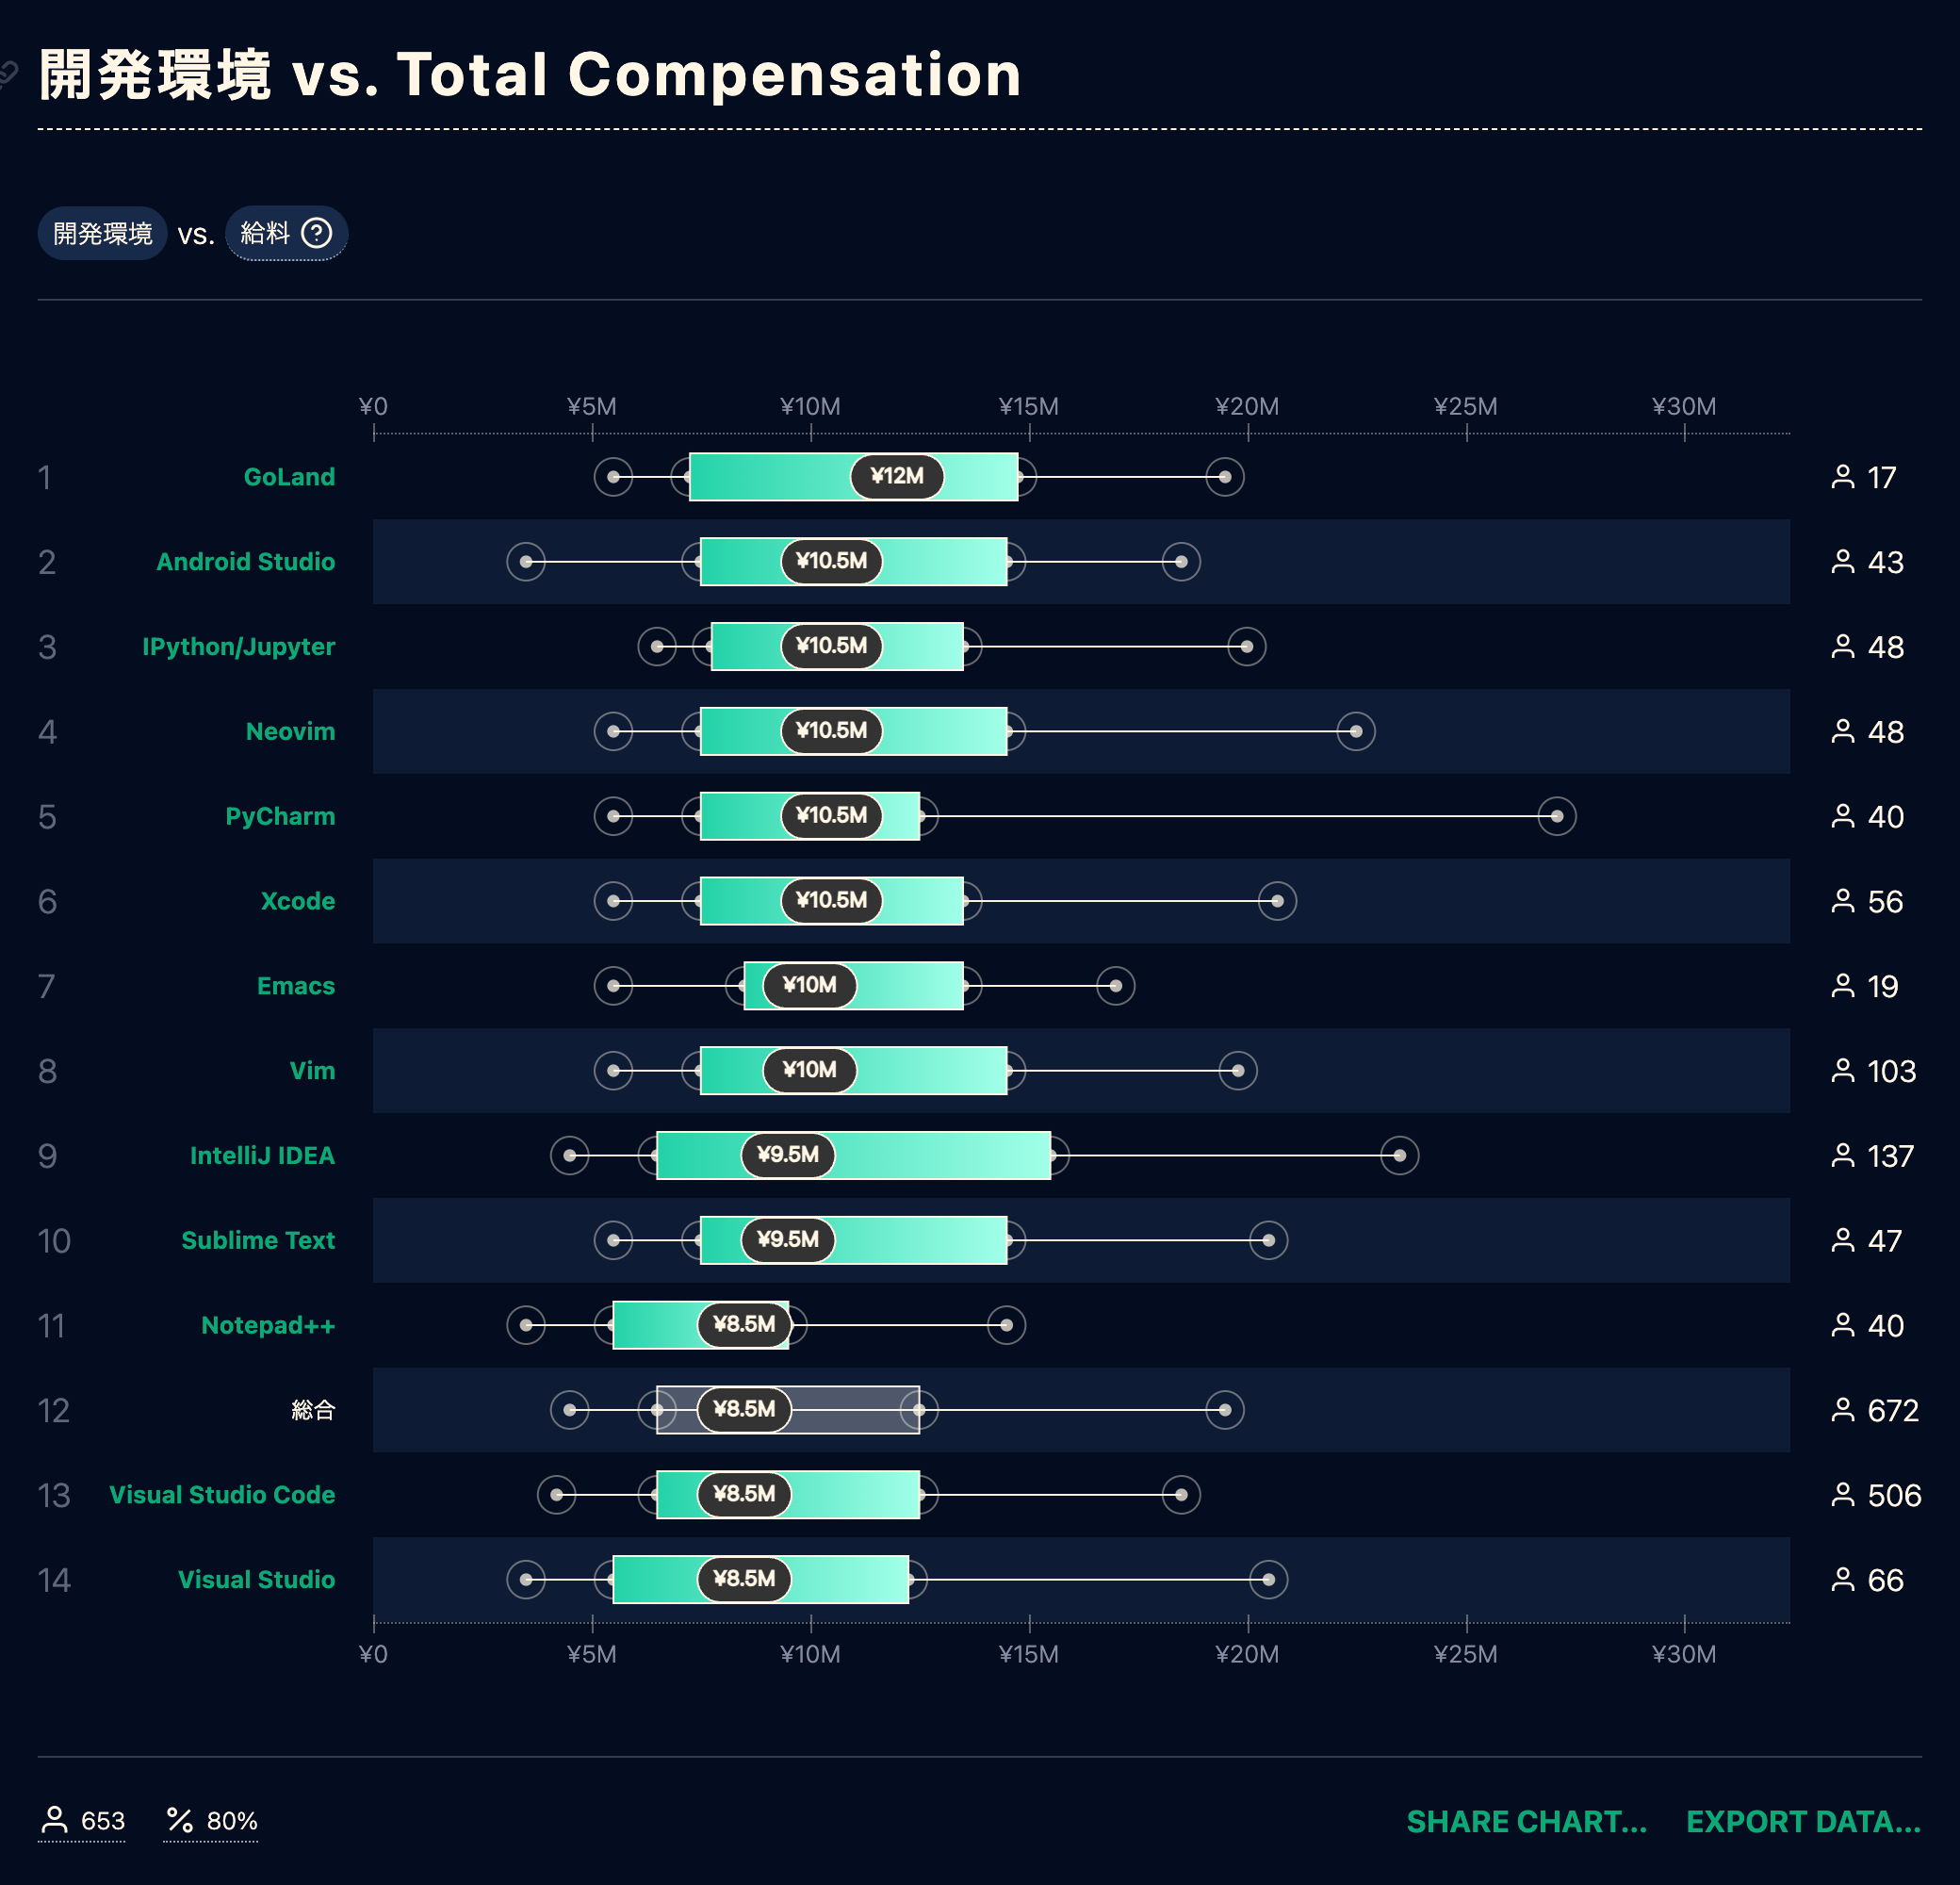 開発環境 vs. Total Compensation
開発環境 vs. 給料 ?
¥0 ¥5M ¥10M ¥15M ¥20M ¥25M ¥30M
1 GoLand ¥12M 17
2 Android Studio ¥10.5M 43
3 IPython/Jupyter ¥10.5M 48
4 Neovim ¥10.5M 48
5 PyCharm ¥10.5M 40
6 Xcode ¥10.5M 56
7 Emacs ¥10M 19
8 Vim ¥10M 103
9 IntelliJ IDEA ¥9.5M 137
10 Sublime Text ¥9.5M 47
11 Notepad++ ¥8.5M 40
12 総合 ¥8.5M 672
13 Visual Studio Code ¥8.5M 506
14 Visual Studio ¥8.5M 66
¥0 ¥5M ¥10M ¥15M ¥20M ¥25M ¥30M
653 % 80% SHARE CHART... EXPORT DATA...